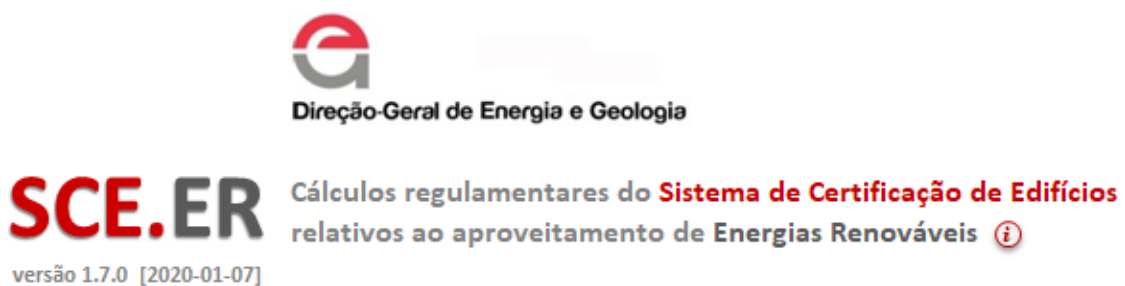 Direção-Geral de Energia e Geologia
SCE.ER
Cálculos regulamentares do Sistema de Certificação de Edifícios
relativos ao aproveitamento de Energias Renováveis i
versão 1.7.0 [2020-01-07]